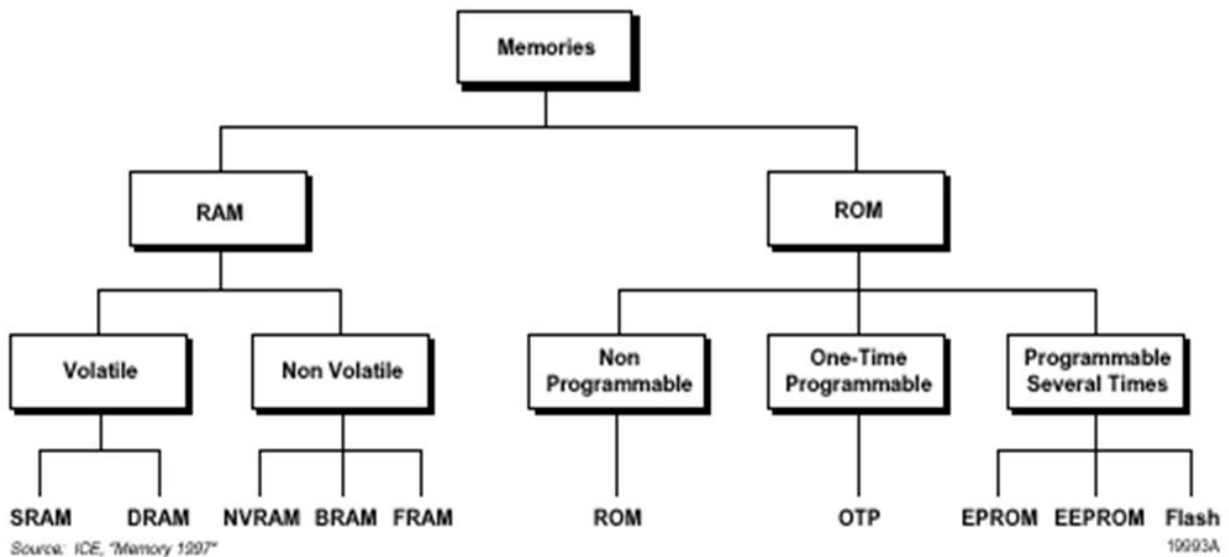 Memories
RAM
ROM
Volatile
Non Volatile
Non
Programmable
One-Time
Programmable
Programmable
Several Times
SRAM DRAM NVRAM BRAM FRAM ROM OTP EPROM EEPROM Flash
Source: ICE, "Memory 1997"
19993A